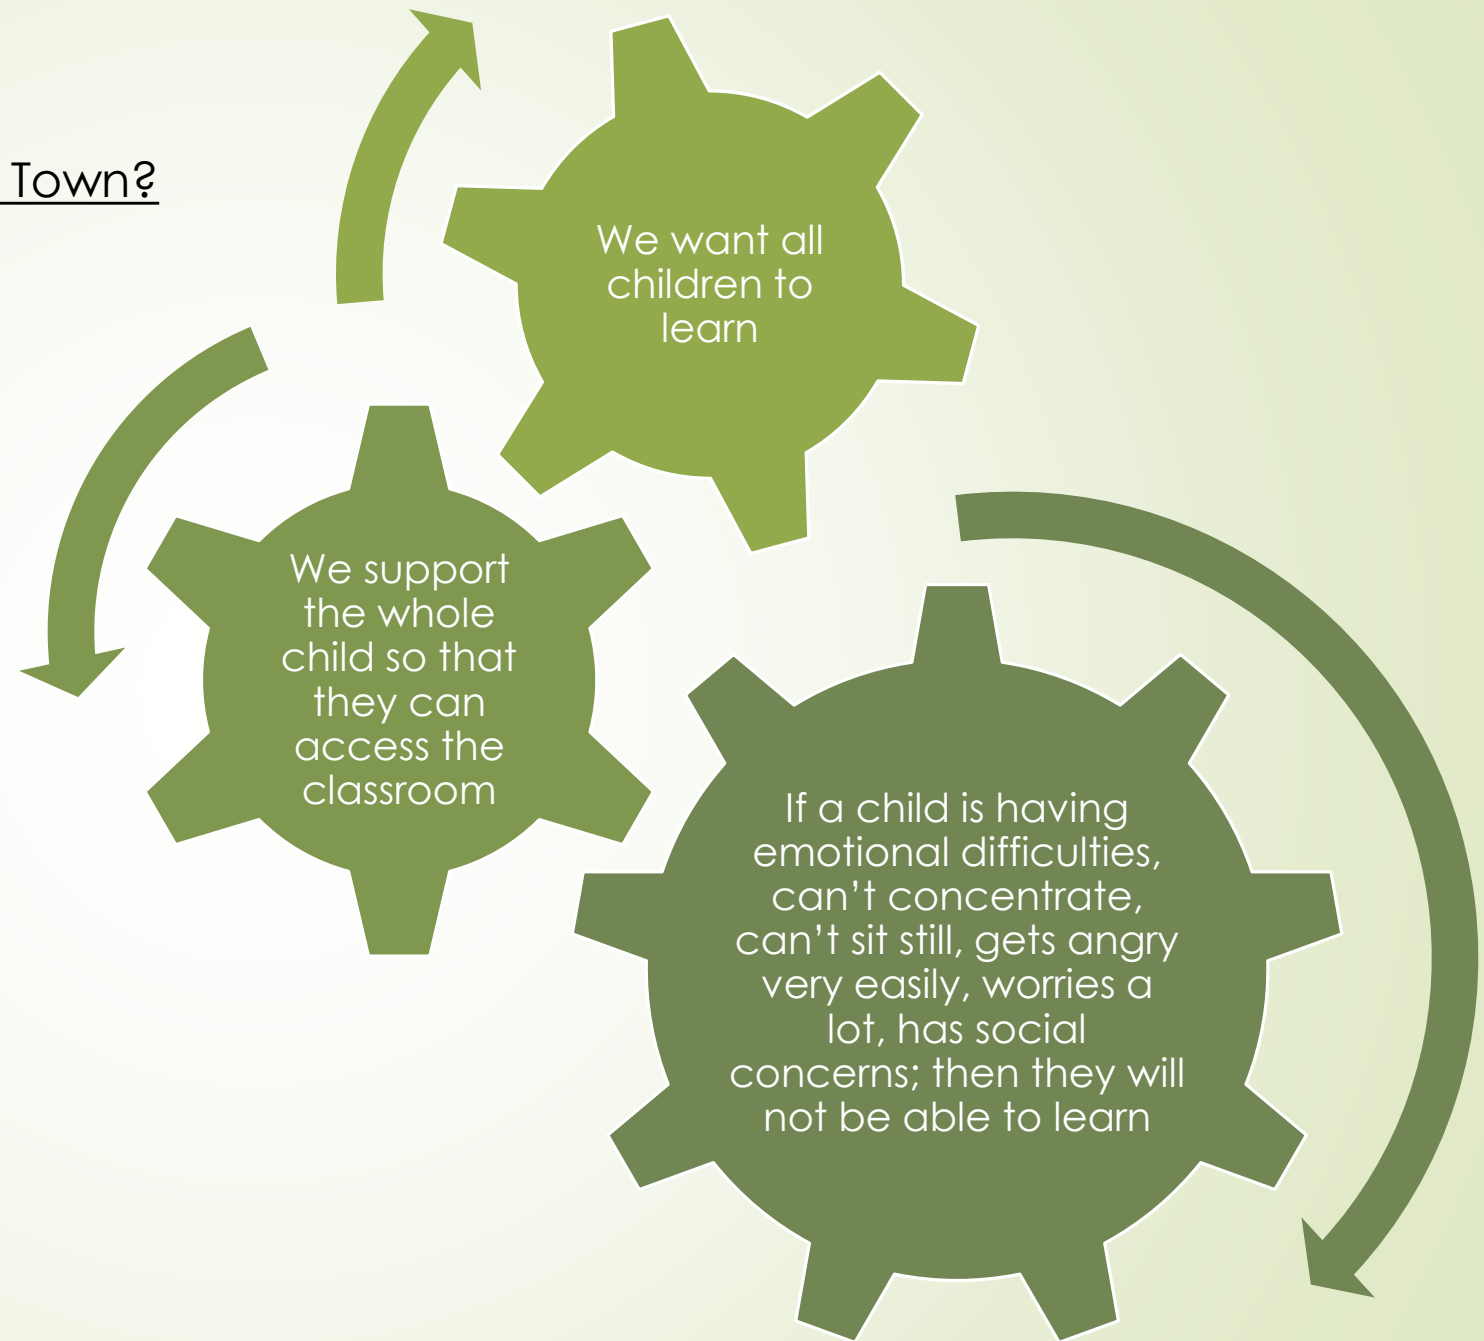 Town?
We want all
children to
learn
We support
the whole
child so that
they can
access the
classroom
If a child is having
emotional difficulties,
can’t concentrate,
can’t sit still, gets angry
very easily, worries a
lot, has social
concerns; then they will
not be able to learn